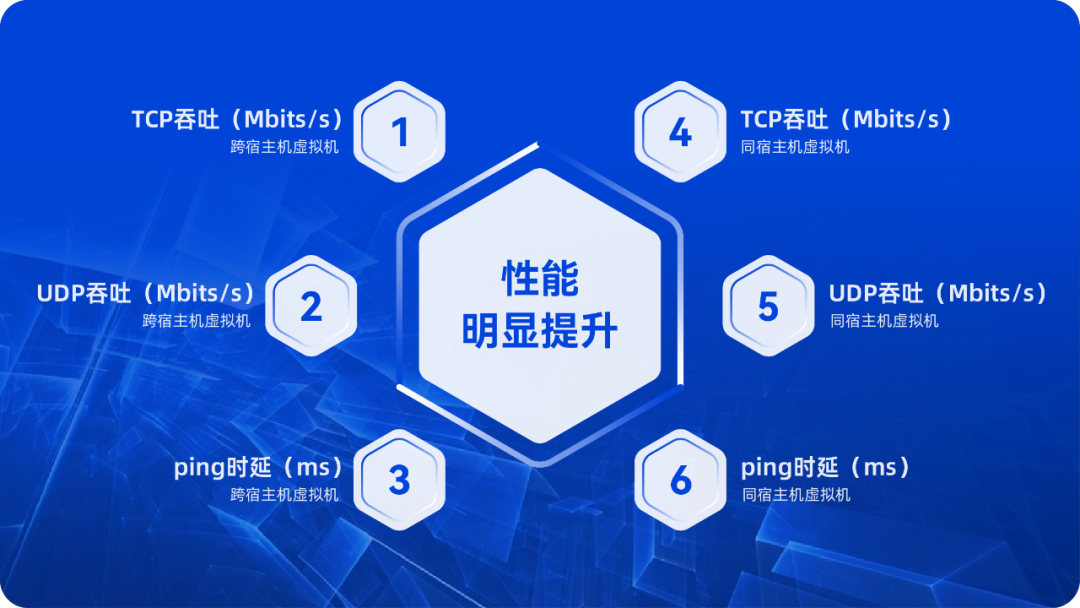 TCP吞吐（Mbits/s）
跨宿主机虚拟机
1
UDP吞吐（Mbits/s）
跨宿主机虚拟机
2
ping时延（ms）
跨宿主机虚拟机
3
性能
明显提升
4
TCP吞吐（Mbits/s）
同宿主机虚拟机
5
UDP吞吐（Mbits/s）
同宿主机虚拟机
6
ping时延（ms）
同宿主机虚拟机